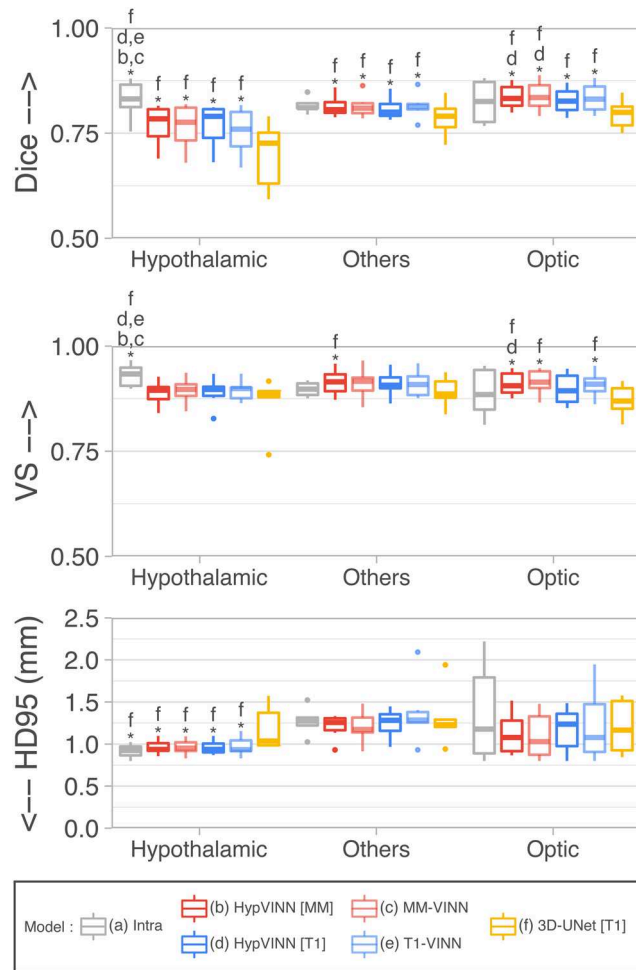 f
d,e
b,c
*
f
*
f
*
f
*
f
*
f
*
f
*
f
*
f
*
f
d
*
f
d
*
f
*
f
*
1.00
0.75
0.50
Dice -->
Hypothalamic Others Optic
f
d,e
b,c
*
f
*
f
d
*
f
*
f
*
1.00
0.75
0.50
VS -->
Hypothalamic Others Optic
2.5
2.0
1.5
1.0
0.5
0.0
<-- HD95 (mm)
f
*
f
*
f
*
f
*
f
*
Hypothalamic Others Optic
Model : (a) Intra (b) HypVINN [MM] (c) MM-VINN (f) 3D-UNet [T1]
(d) HypVINN [T1] (e) T1-VINN